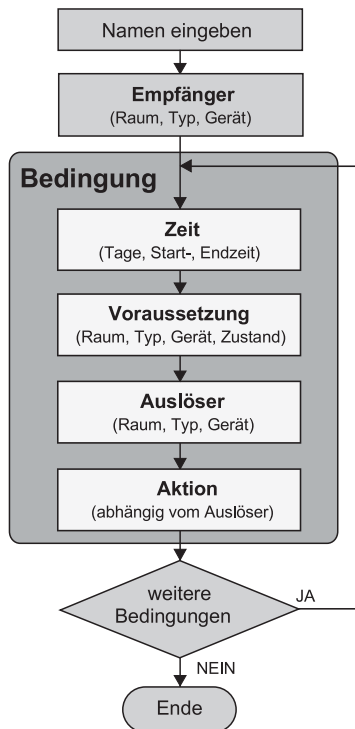 Namen eingeben
Empfänger
(Raum, Typ, Gerät)
Bedingung
Zeit
(Tage, Start-, Endzeit)
Voraussetzung
(Raum, Typ, Gerät, Zustand)
Auslöser
(Raum, Typ, Gerät)
Aktion
(abhängig vom Auslöser)
weitere
Bedingungen
JA
NEIN
Ende